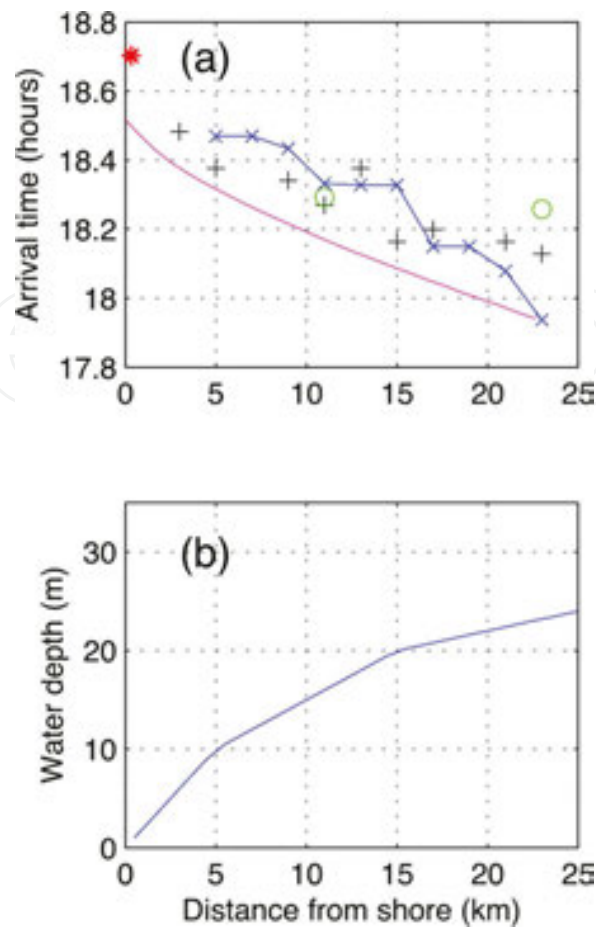 (a)
Arrival time (hours)
18.8
18.6
18.4
18.2
18
17.8
0 5 10 15 20 25
(b)
Water depth (m)
30
20
10
0
0 5 10 15 20 25
Distance from shore (km)